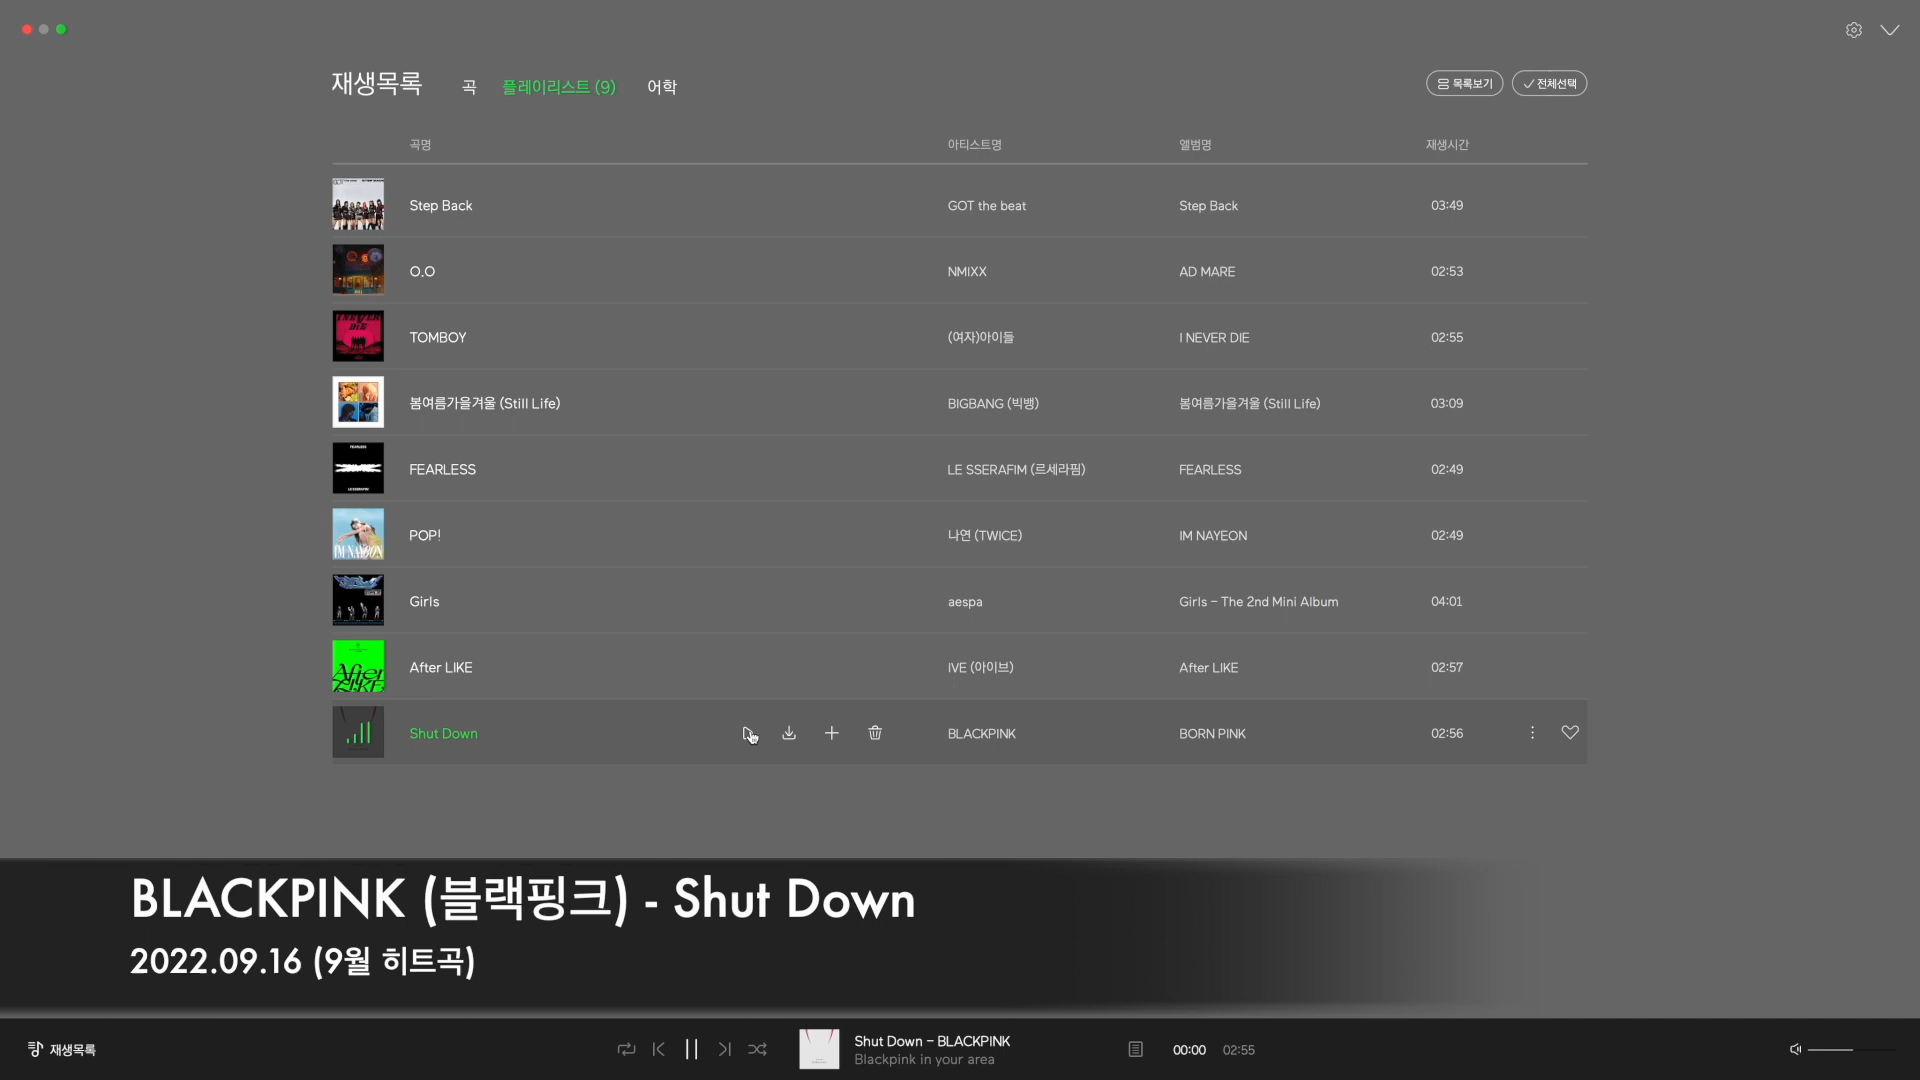 재생목록 곡 플레이리스트 (9) 어학 목록보기 전체선택
곡명 아티스트명 앨범명 재생시간
Step Back GOT the beat Step Back 03:49
O.O NMIXX AD MARE 02:53
TOMBOY (여자)아이들 I NEVER DIE 02:55
봄여름가을겨울 (Still Life) BIGBANG (빅뱅) 봄여름가을겨울 (Still Life) 03:09
FEARLESS LE SSERAFIM (르세라핌) FEARLESS 02:49
IM NAYEON POP! 나연 (TWICE) IM NAYEON 02:49
Girls aespa Girls – The 2nd Mini Album 04:01
After LIKE After LIKE IVE (아이브) After LIKE 02:57
Shut Down BLACKPINK BORN PINK 02:56
BLACKPINK (블랙핑크) - Shut Down
2022.09.16 (9월 히트곡)
재생목록 Shut Down – BLACKPINK 00:00 02:55
Blackpink in your area